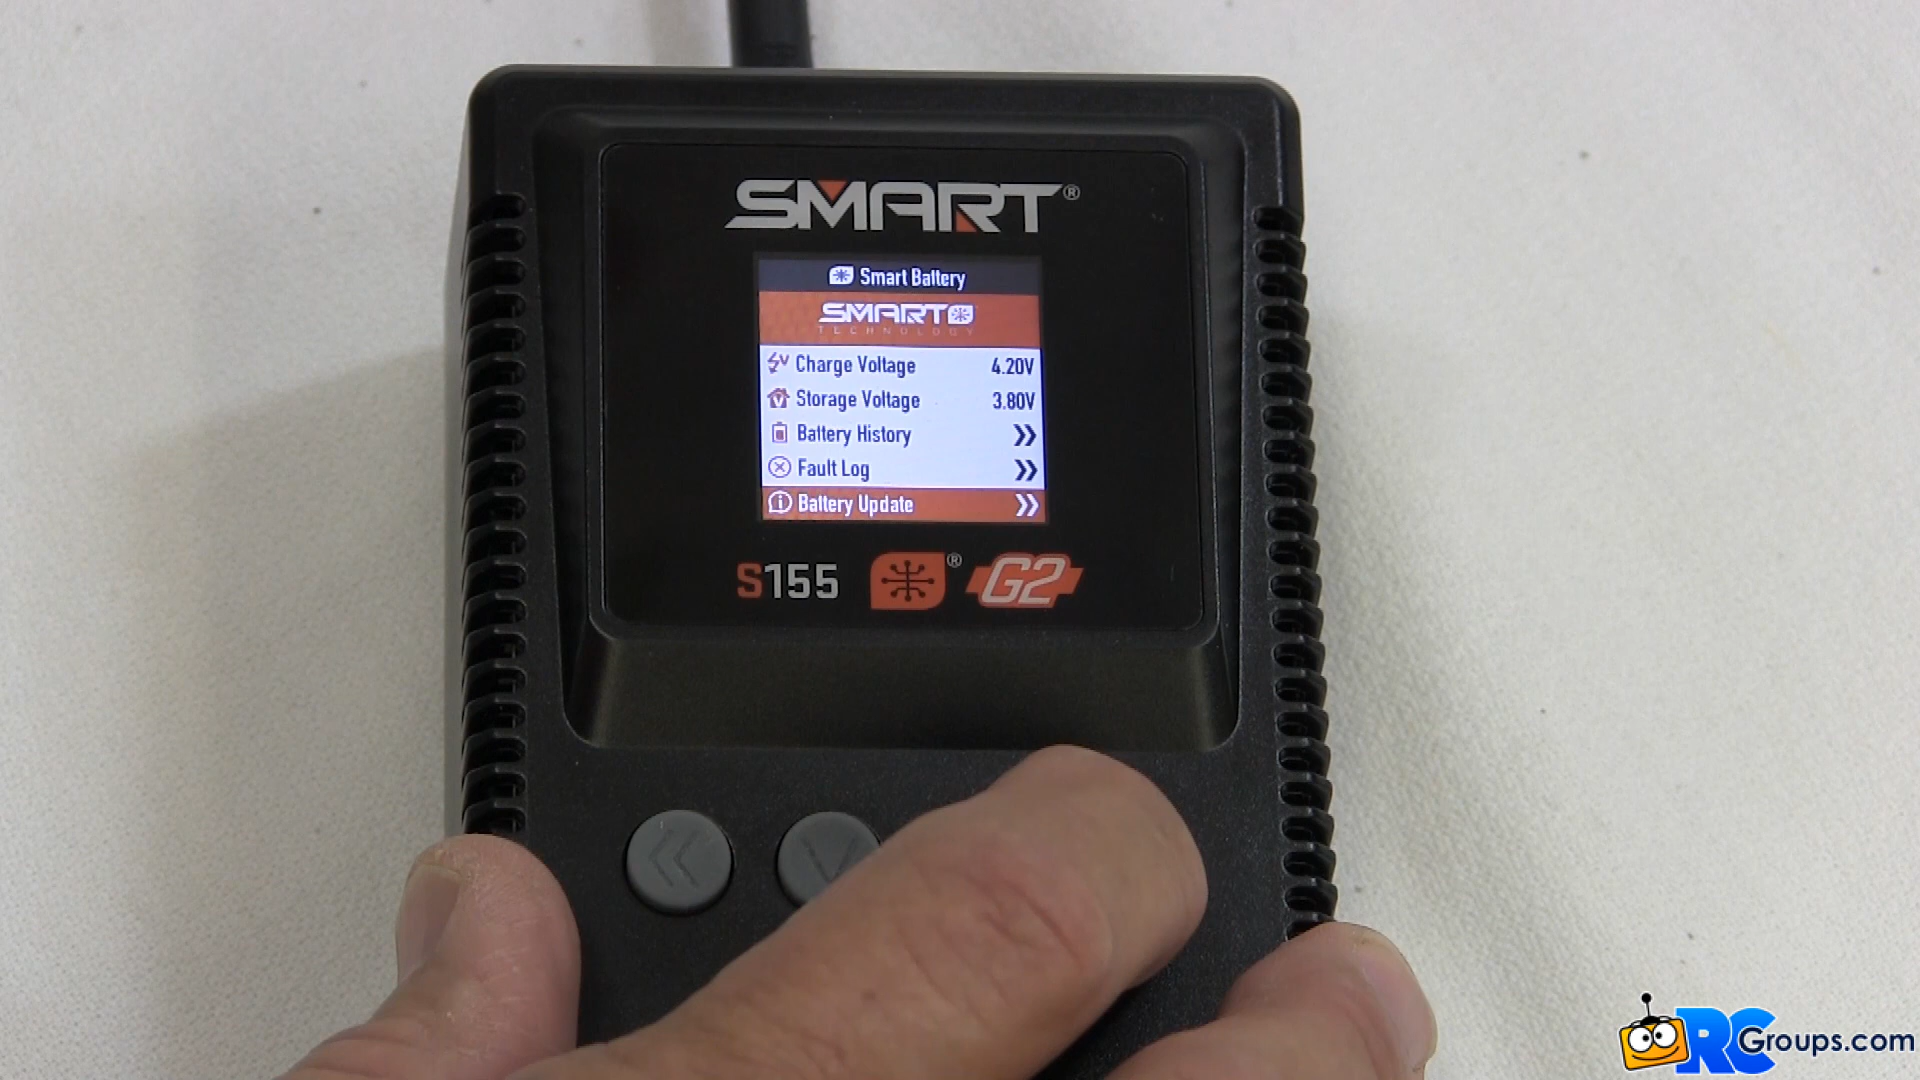 SMART®
Smart Battery
SMART
TECHNOLOGY
Charge Voltage 4.20V
Storage Voltage 3.80V
Battery History
Fault Log
Battery Update
S155 ® G2
RCGroups.com